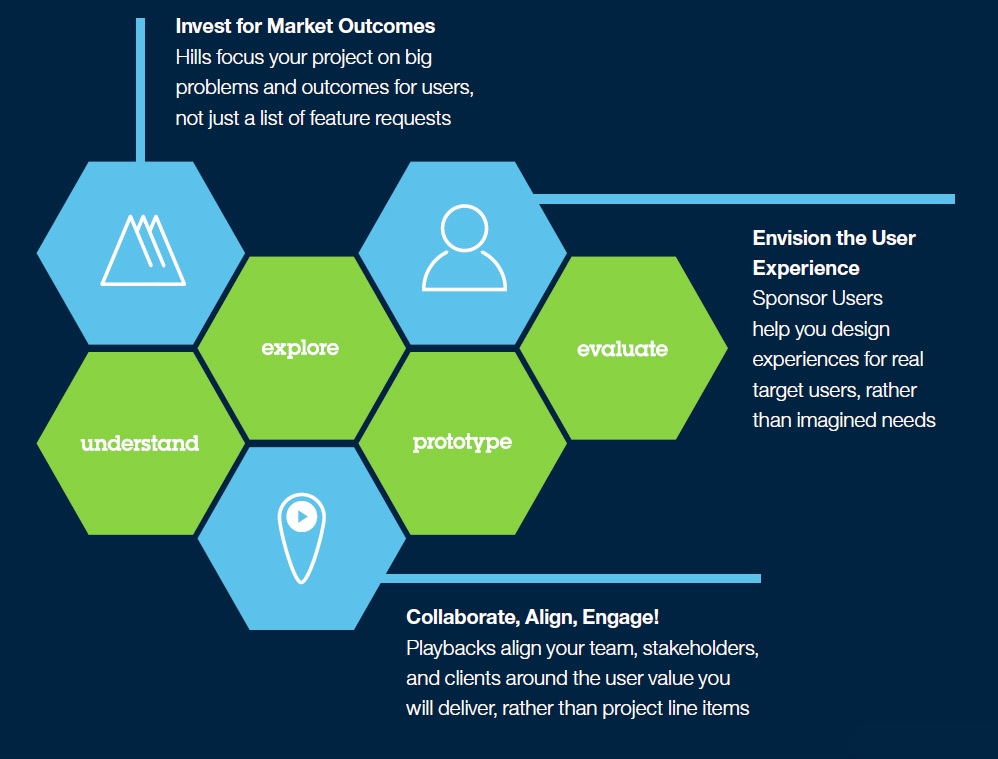 Invest for Market Outcomes
Hills focus your project on big
problems and outcomes for users,
not just a list of feature requests
Envision the User
Experience
Sponsor Users
help you design
experiences for real
target users, rather
than imagined needs
explore
evaluate
understand
prototype
Collaborate, Align, Engage!
Playbacks align your team, stakeholders,
and clients around the user value you
will deliver, rather than project line items